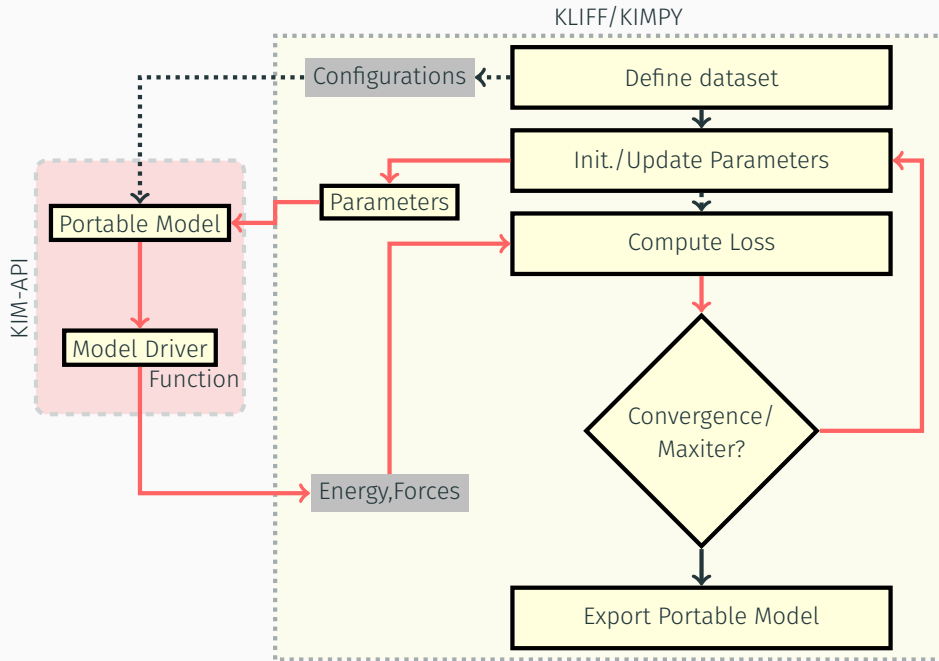 KLIFF/KIMPY
Configurations
Define dataset
Init./Update Parameters
Parameters
Portable Model
Compute Loss
KIM-API
Model Driver
Function
Convergence/
Maxiter?
Energy,Forces
Export Portable Model